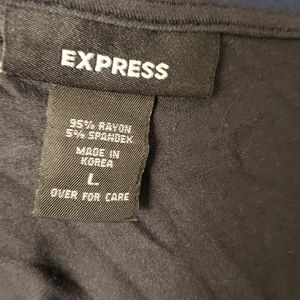 EXPRESS
95% RAYON
5% SPANDEX
MADE IN
KOREA
L
OVER FOR CARE